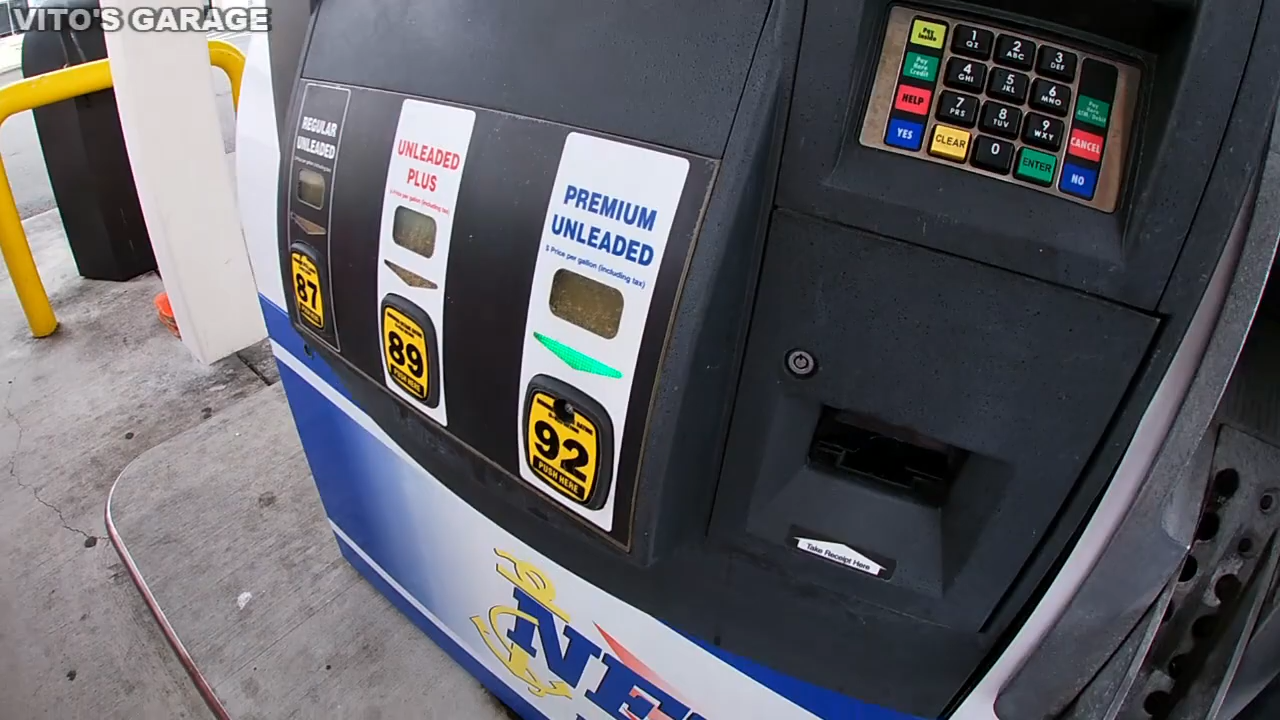 VITO'S GARAGE
REGULAR
UNLEADED
87
PUSH HERE
UNLEADED
PLUS
$ Price per gallon (including tax)
89
PUSH HERE
PREMIUM
UNLEADED
$ Price per gallon (including tax)
92
PUSH HERE
Pay
Inside
Pay
Here
Credit
HELP
YES
1
QZ
2
ABC
3
DEF
4
GHI
5
JKL
6
MNO
7
PRS
8
TUV
9
WXY
CLEAR
0
ENTER
Pay
Here
ATM/Debit
CANCEL
NO
Take Receipt Here
NE